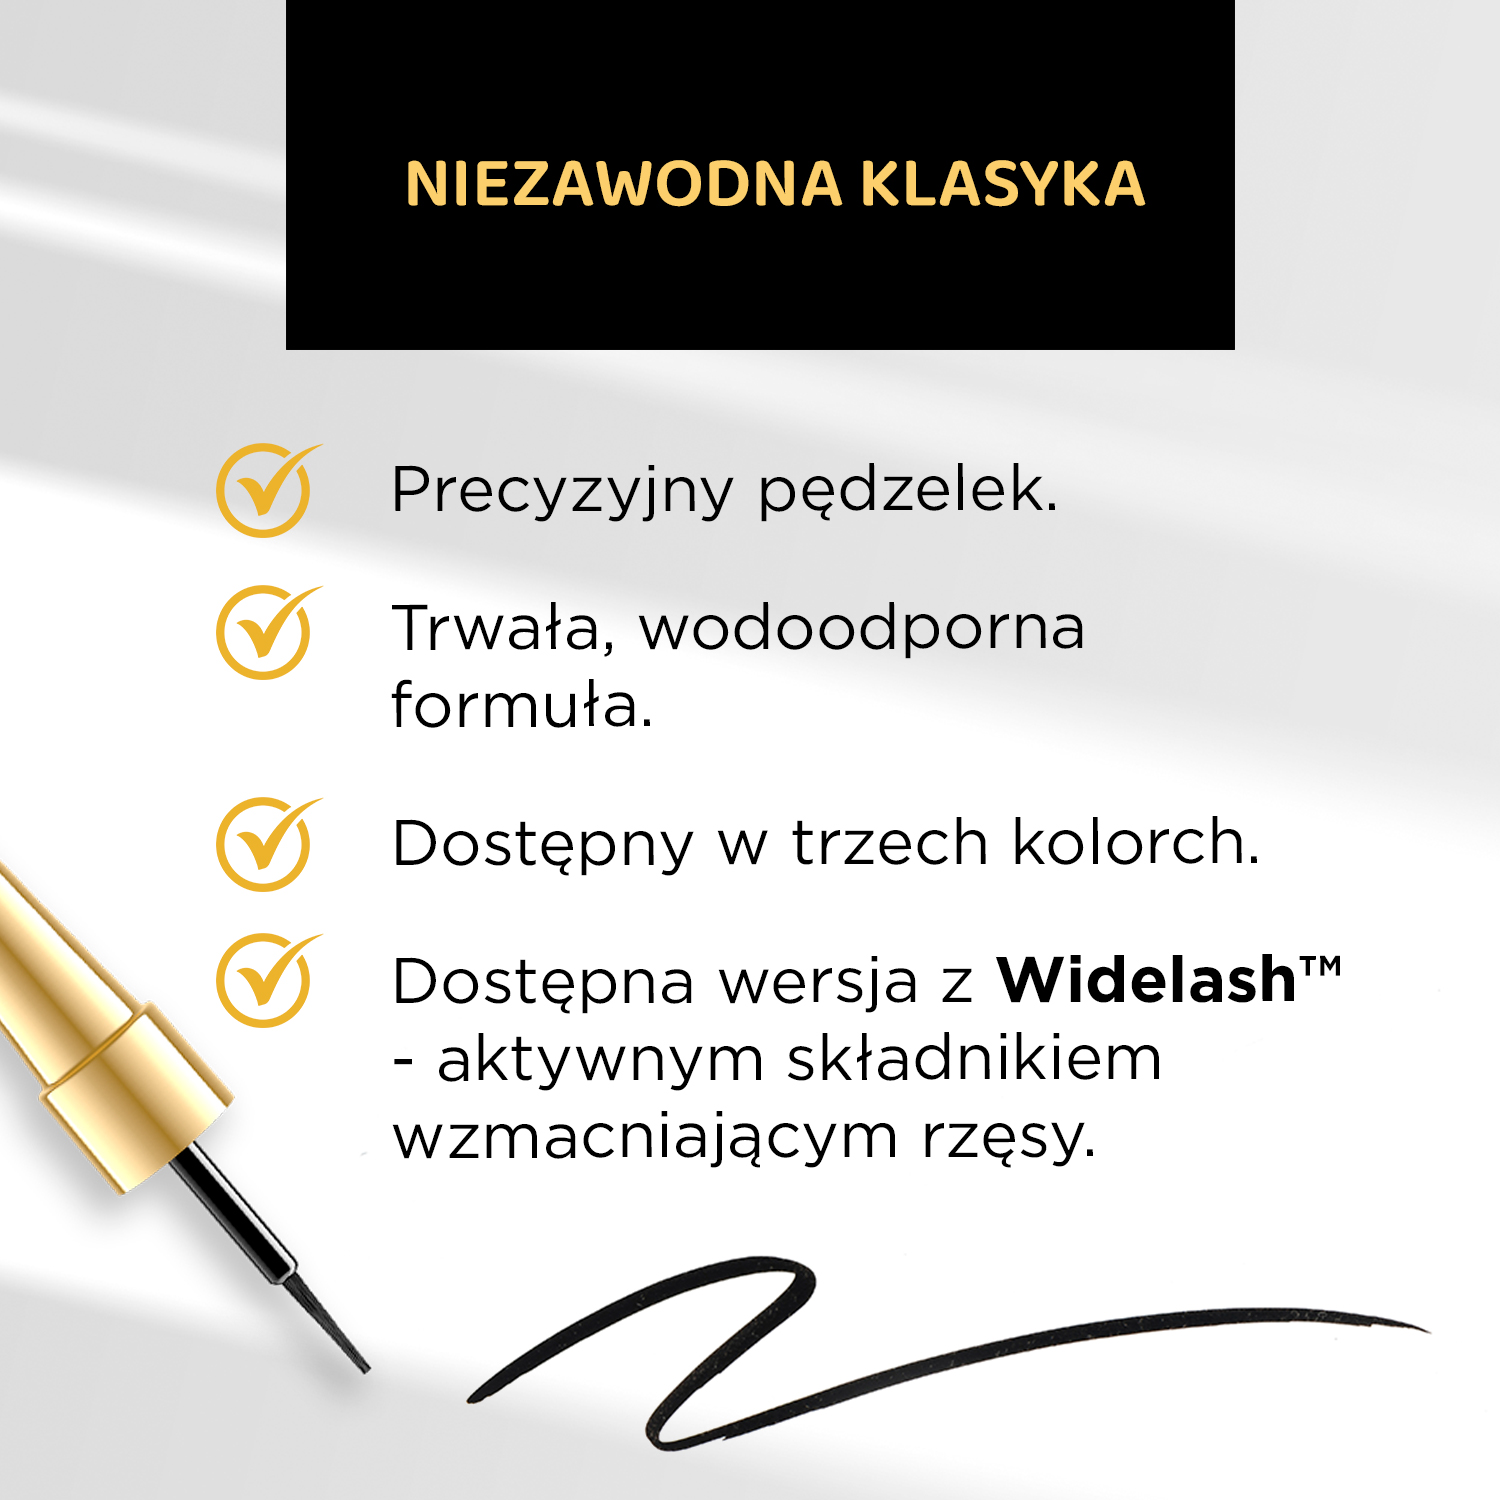 NIEZAWODNA KLASYKA
Precyzyjny pędzelek.
Trwała, wodoodporna
formuła.
Dostępny w trzech kolorch.
Dostępna wersja z Widelash™
- aktywnym składnikiem
wzmacniającym rzęsy.